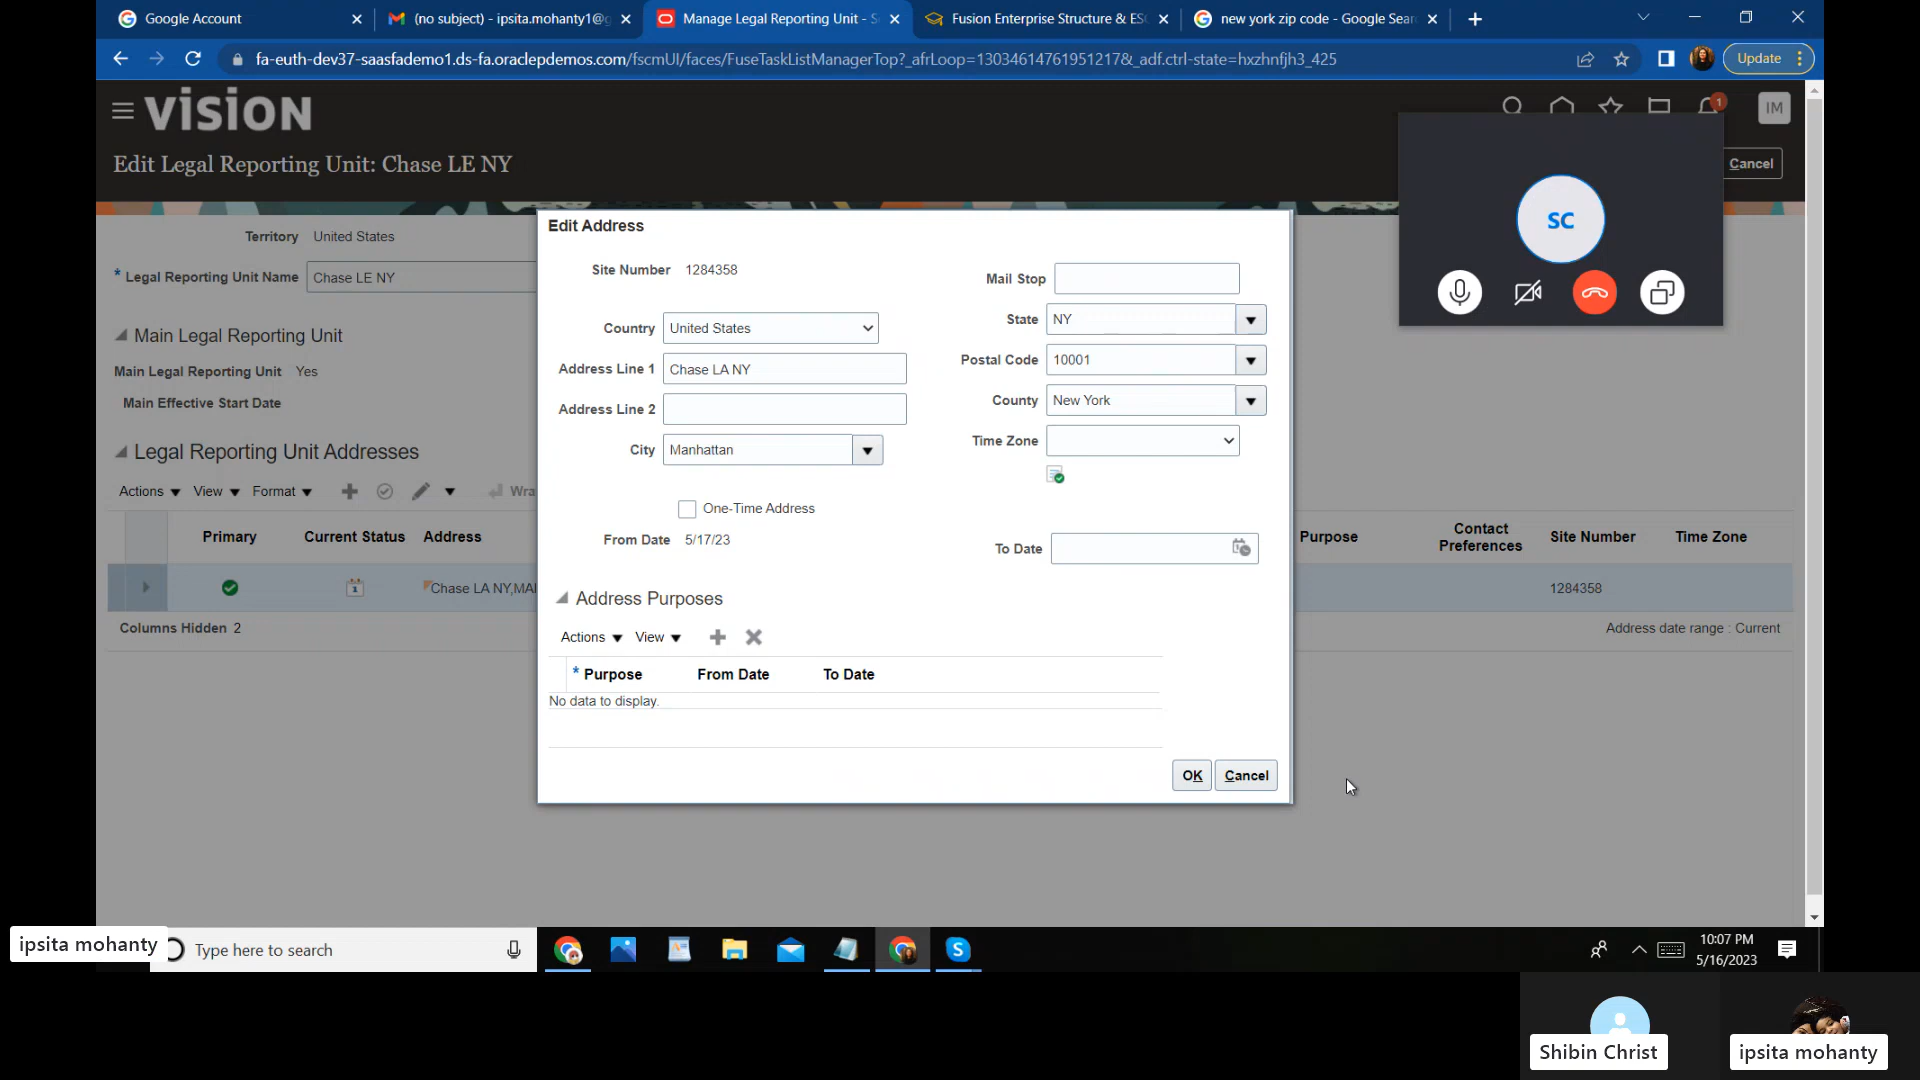 Google Account
(no subject) - ipsita.mohanty1@g
Manage Legal Reporting Unit - S
Fusion Enterprise Structure & ES
new york zip code - Google Sear
fa-euth-dev37-saasfademo1.ds-fa.oraclepdemos.com/fscmUI/faces/FuseTaskListManagerTop?_afrLoop=13034614761951217&_adf.ctrl-state=hxzhnfjh3_425
Update
VISION
1
IM
Edit Legal Reporting Unit: Chase LE NY
Cancel
SC
Territory United States
* Legal Reporting Unit Name Chase LE NY
Main Legal Reporting Unit
Main Legal Reporting Unit Yes
Main Effective Start Date
Legal Reporting Unit Addresses
Actions View Format Wra
Primary Current Status Address Purpose Contact Preferences Site Number Time Zone
1 Chase LA NY,MAI 1284358
Columns Hidden 2
Address date range : Current
Edit Address
Site Number 1284358
Mail Stop
Country United States
State NY
Address Line 1 Chase LA NY
Postal Code 10001
Address Line 2
County New York
City Manhattan
Time Zone
One-Time Address
From Date 5/17/23
To Date
Address Purposes
Actions View
* Purpose From Date To Date
No data to display.
OK Cancel
ipsita mohanty
Type here to search
10:07 PM
5/16/2023
Shibin Christ
ipsita mohanty